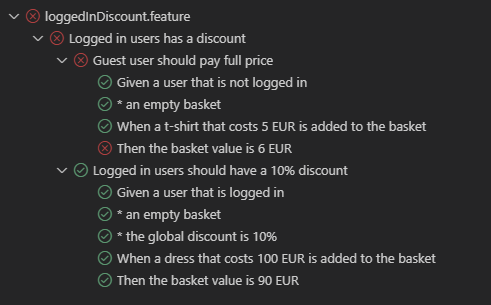 loggedInDiscount.feature
Logged in users has a discount
Guest user should pay full price
Given a user that is not logged in
* an empty basket
When a t-shirt that costs 5 EUR is added to the basket
Then the basket value is 6 EUR
Logged in users should have a 10% discount
Given a user that is logged in
* an empty basket
* the global discount is 10%
When a dress that costs 100 EUR is added to the basket
Then the basket value is 90 EUR